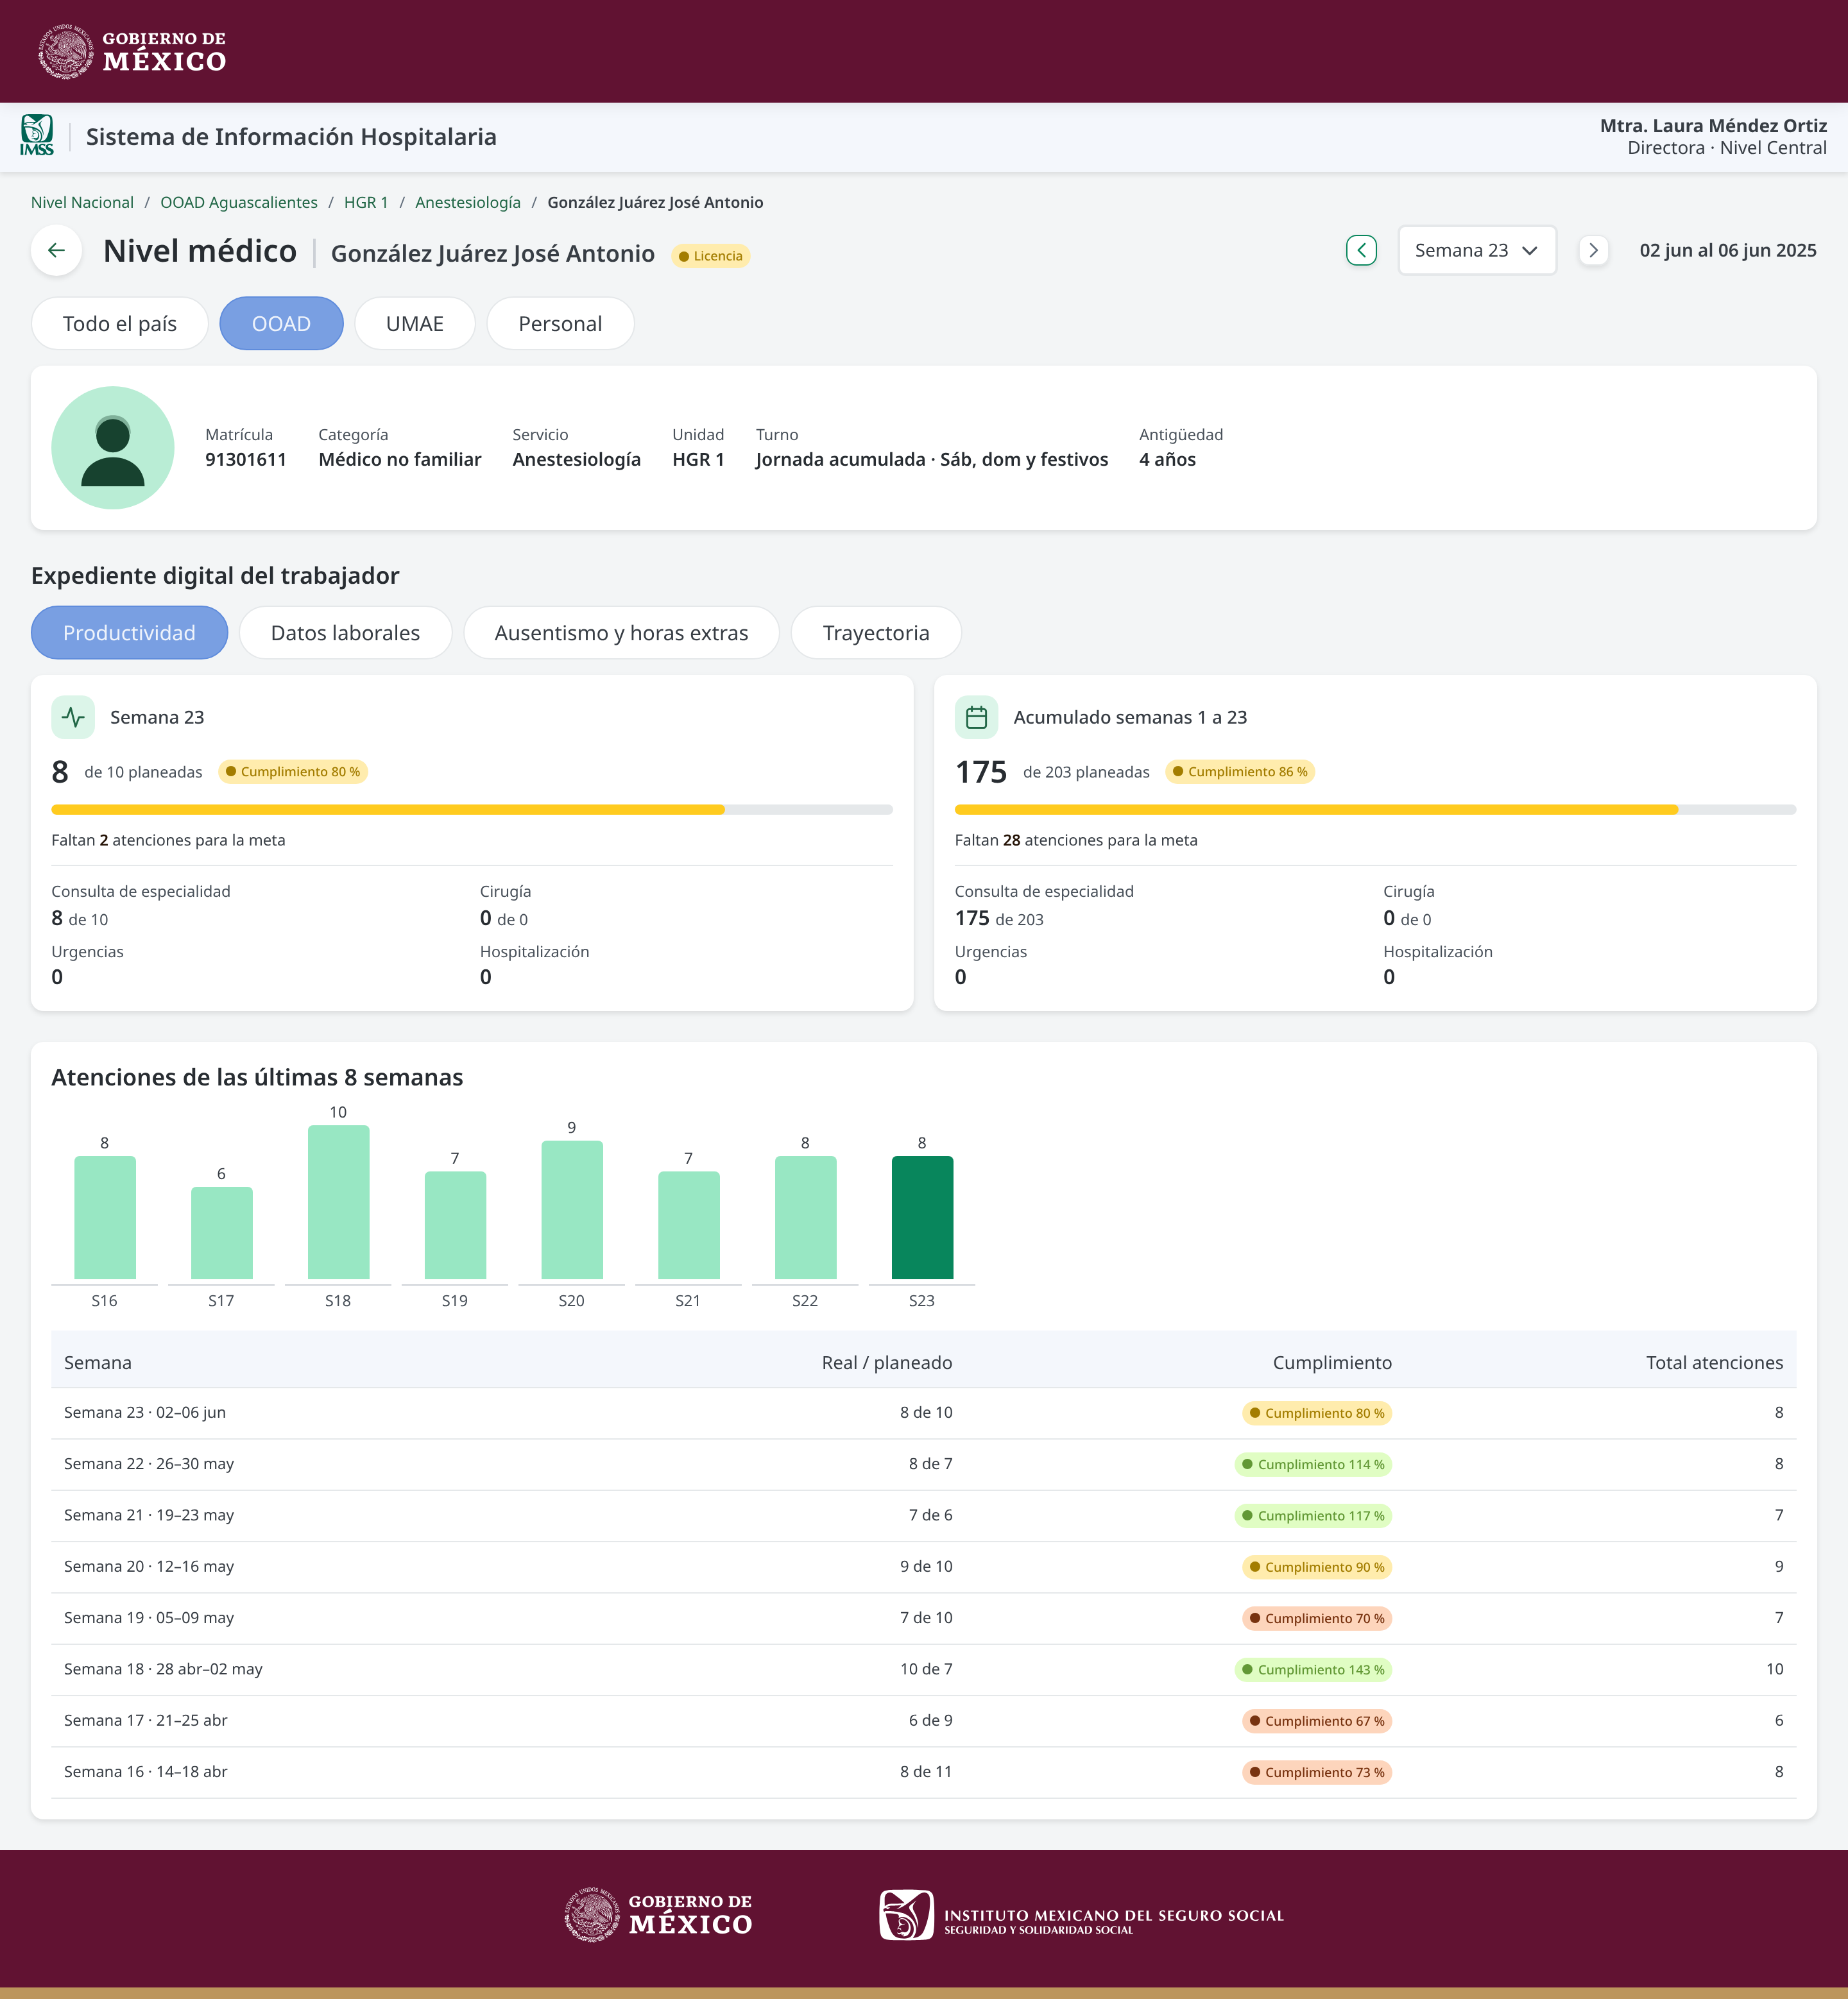 GOBIERNO DE
MÉXICO
IMSS
Sistema de Información Hospitalaria
Mtra. Laura Méndez Ortiz
Directora · Nivel Central
Nivel Nacional / OOAD Aguascalientes / HGR 1 / Anestesiología / González Juárez José Antonio
Nivel médico
González Juárez José Antonio
Licencia
Semana 23
02 jun al 06 jun 2025
Todo el país
OOAD
UMAE
Personal
Matrícula
91301611
Categoría
Médico no familiar
Servicio
Anestesiología
Unidad
HGR 1
Turno
Jornada acumulada · Sáb, dom y festivos
Antigüedad
4 años
Expediente digital del trabajador
Productividad
Datos laborales
Ausentismo y horas extras
Trayectoria
Semana 23
8 de 10 planeadas Cumplimiento 80 %
Faltan 2 atenciones para la meta
Consulta de especialidad
8 de 10
Cirugía
0 de 0
Urgencias
0
Hospitalización
0
Acumulado semanas 1 a 23
175 de 203 planeadas Cumplimiento 86 %
Faltan 28 atenciones para la meta
Consulta de especialidad
175 de 203
Cirugía
0 de 0
Urgencias
0
Hospitalización
0
Atenciones de las últimas 8 semanas
8 6 10 7 9 7 8 8
S16 S17 S18 S19 S20 S21 S22 S23
Semana Real / planeado Cumplimiento Total atenciones
Semana 23 · 02–06 jun 8 de 10 Cumplimiento 80 % 8
Semana 22 · 26–30 may 8 de 7 Cumplimiento 114 % 8
Semana 21 · 19–23 may 7 de 6 Cumplimiento 117 % 7
Semana 20 · 12–16 may 9 de 10 Cumplimiento 90 % 9
Semana 19 · 05–09 may 7 de 10 Cumplimiento 70 % 7
Semana 18 · 28 abr–02 may 10 de 7 Cumplimiento 143 % 10
Semana 17 · 21–25 abr 6 de 9 Cumplimiento 67 % 6
Semana 16 · 14–18 abr 8 de 11 Cumplimiento 73 % 8
GOBIERNO DE
MÉXICO
INSTITUTO MEXICANO DEL SEGURO SOCIAL
SEGURIDAD Y SOLIDARIDAD SOCIAL